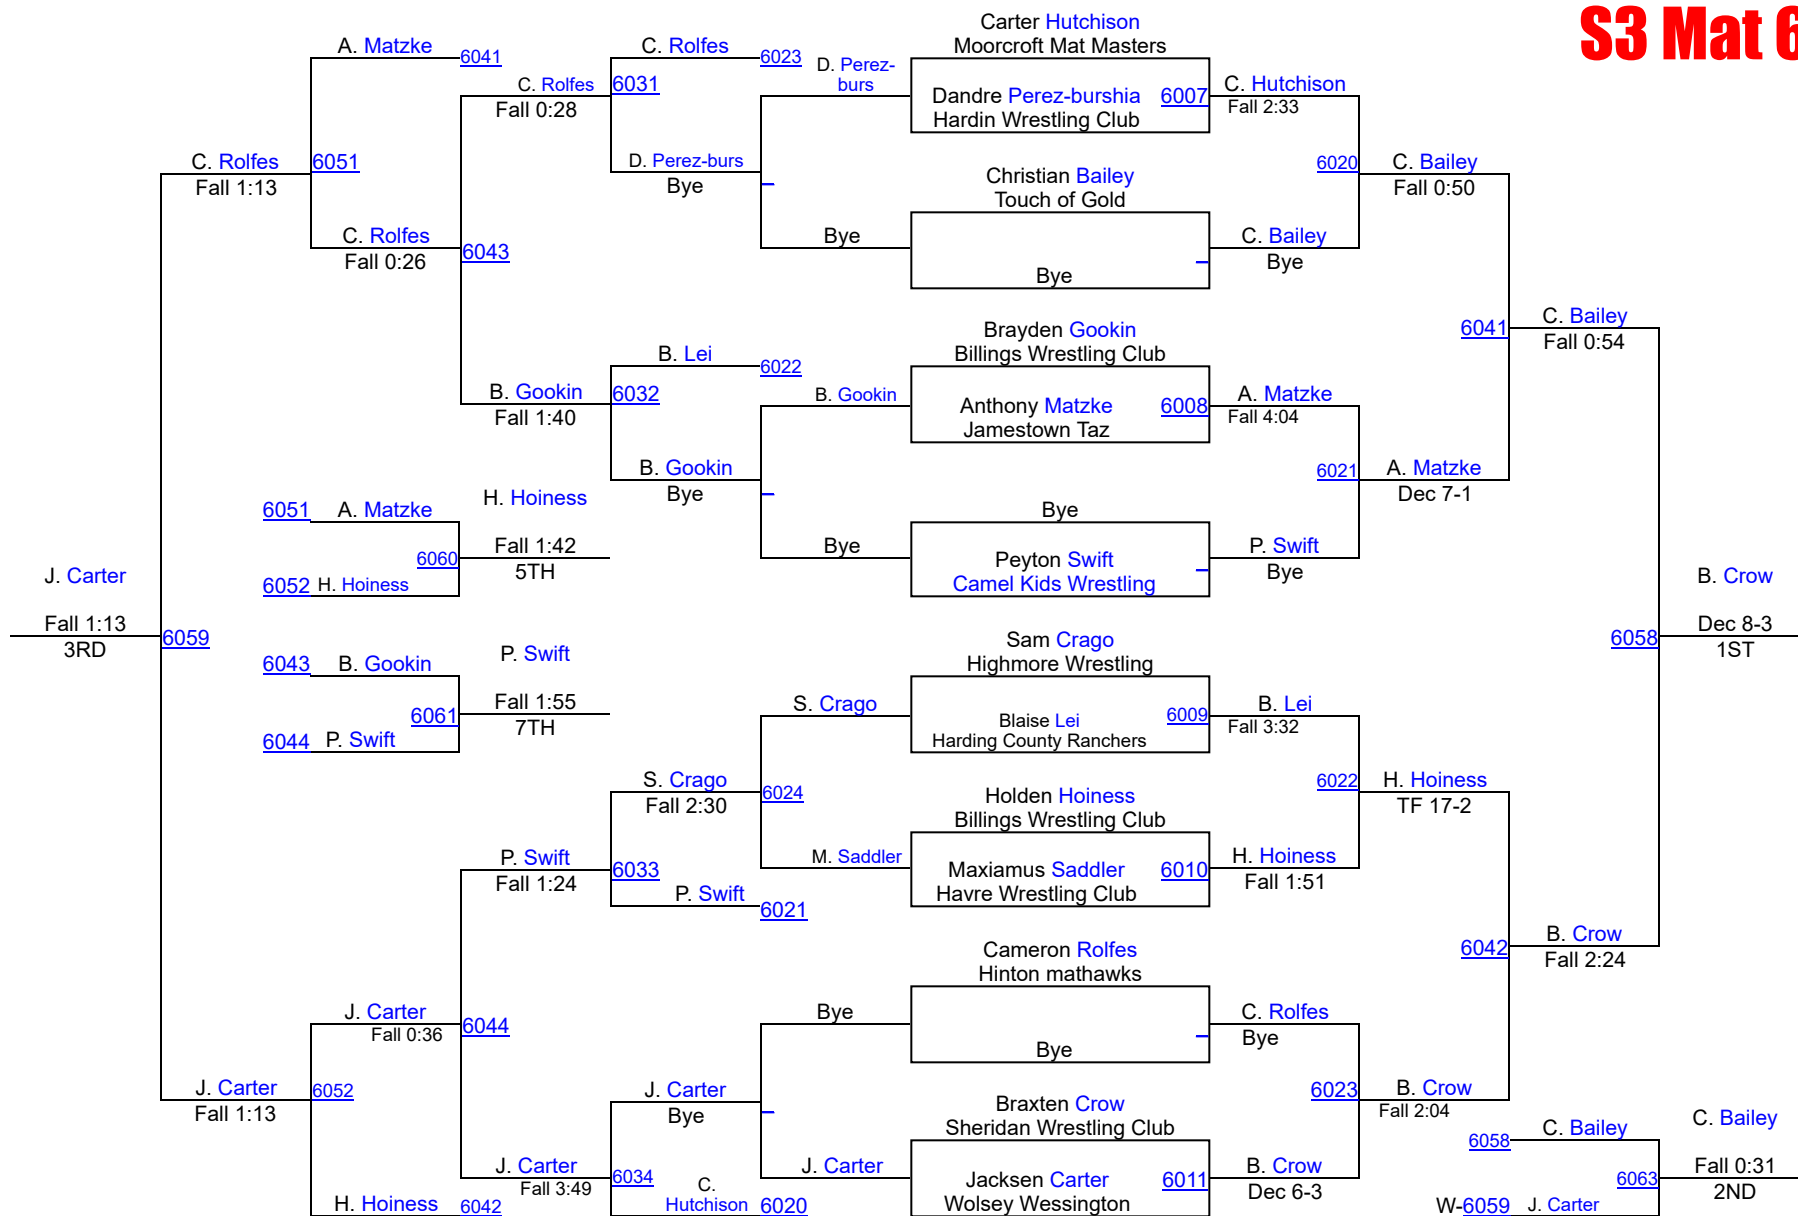 S3 Mat 6
Carter Hutchison
Moorcroft Mat Masters
A. Matzke
6041
C. Rolfes
6023
D. Perez-
burs
C. Rolfes
6031
Fall 0:28
Dandre Perez-burshia
6007
Hardin Wrestling Club
C. Hutchison
Fall 2:33
C. Rolfes
6051
Fall 1:13
D. Perez-burs
Bye
Christian Bailey
Touch of Gold
6020
C. Bailey
Fall 0:50
C. Rolfes
6043
Fall 0:26
Bye
Bye
C. Bailey
Bye
Brayden Gookin
Billings Wrestling Club
6041
C. Bailey
Fall 0:54
B. Lei
6022
B. Gookin
6032
Fall 1:40
B. Gookin
Anthony Matzke
6008
Jamestown Taz
A. Matzke
Fall 4:04
B. Gookin
Bye
6021
A. Matzke
Dec 7-1
H. Hoiness
6051
A. Matzke
Bye
6060
Fall 1:42
5TH
6052
H. Hoiness
Bye
Peyton Swift
Camel Kids Wrestling
P. Swift
Bye
J. Carter
Fall 1:13
3RD
6059
B. Crow
Dec 8-3
1ST
6058
Sam Crago
Highmore Wrestling
6043
B. Gookin
P. Swift
6061
Fall 1:55
7TH
6044
P. Swift
S. Crago
Blaise Lei
6009
Harding County Ranchers
B. Lei
Fall 3:32
S. Crago
6024
Fall 2:30
Holden Hoiness
Billings Wrestling Club
6022
H. Hoiness
TF 17-2
P. Swift
6033
Fall 1:24
M. Saddler
Maxiamus Saddler
6010
Havre Wrestling Club
H. Hoiness
Fall 1:51
P. Swift
6021
Cameron Rolfes
Hinton mathawks
6042
B. Crow
Fall 2:24
J. Carter
6044
Fall 0:36
Bye
Bye
C. Rolfes
Bye
J. Carter
6052
Fall 1:13
J. Carter
Bye
Braxten Crow
Sheridan Wrestling Club
6023
B. Crow
Fall 2:04
6058
C. Bailey
C. Bailey
J. Carter
6034
Fall 3:49
J. Carter
Jacksen Carter
6011
Wolsey Wessington
B. Crow
Dec 6-3
6063
Fall 0:31
2ND
H. Hoiness
6042
C.
Hutchison
6020
W-6059
J. Carter